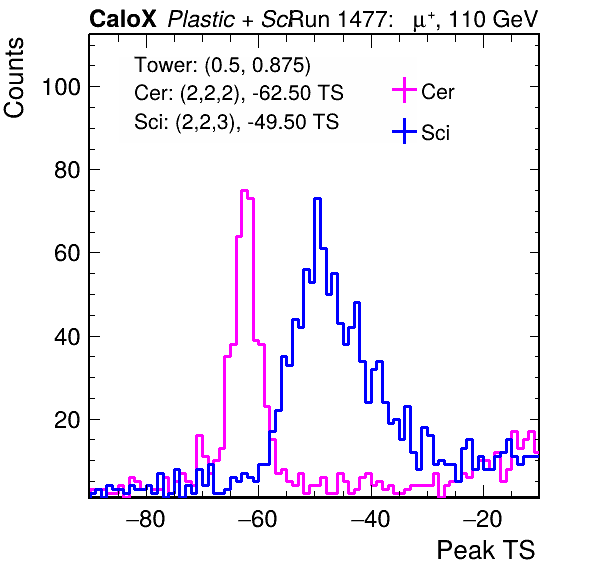 CaloX Plastic + Sci Run 1477: μ⁺, 110 GeV
Counts
Tower: (0.5, 0.875)
Cer: (2,2,2), -62.50 TS
Sci: (2,2,3), -49.50 TS
Cer
Sci
100
80
60
40
20
−80 −60 −40 −20
Peak TS